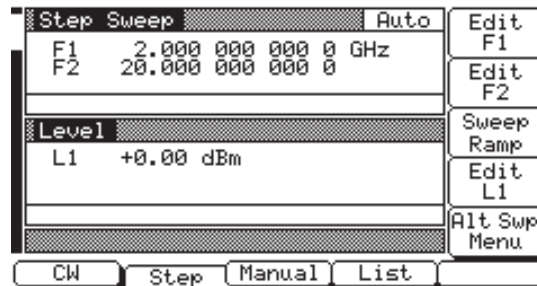 Step Sweep Auto
F1 2.000 000 000 0 GHz
F2 20.000 000 000 0
Level
L1 +0.00 dBm
Edit
F1
Edit
F2
Sweep
Ramp
Edit
L1
Alt Swp
Menu
CW Step Manual List